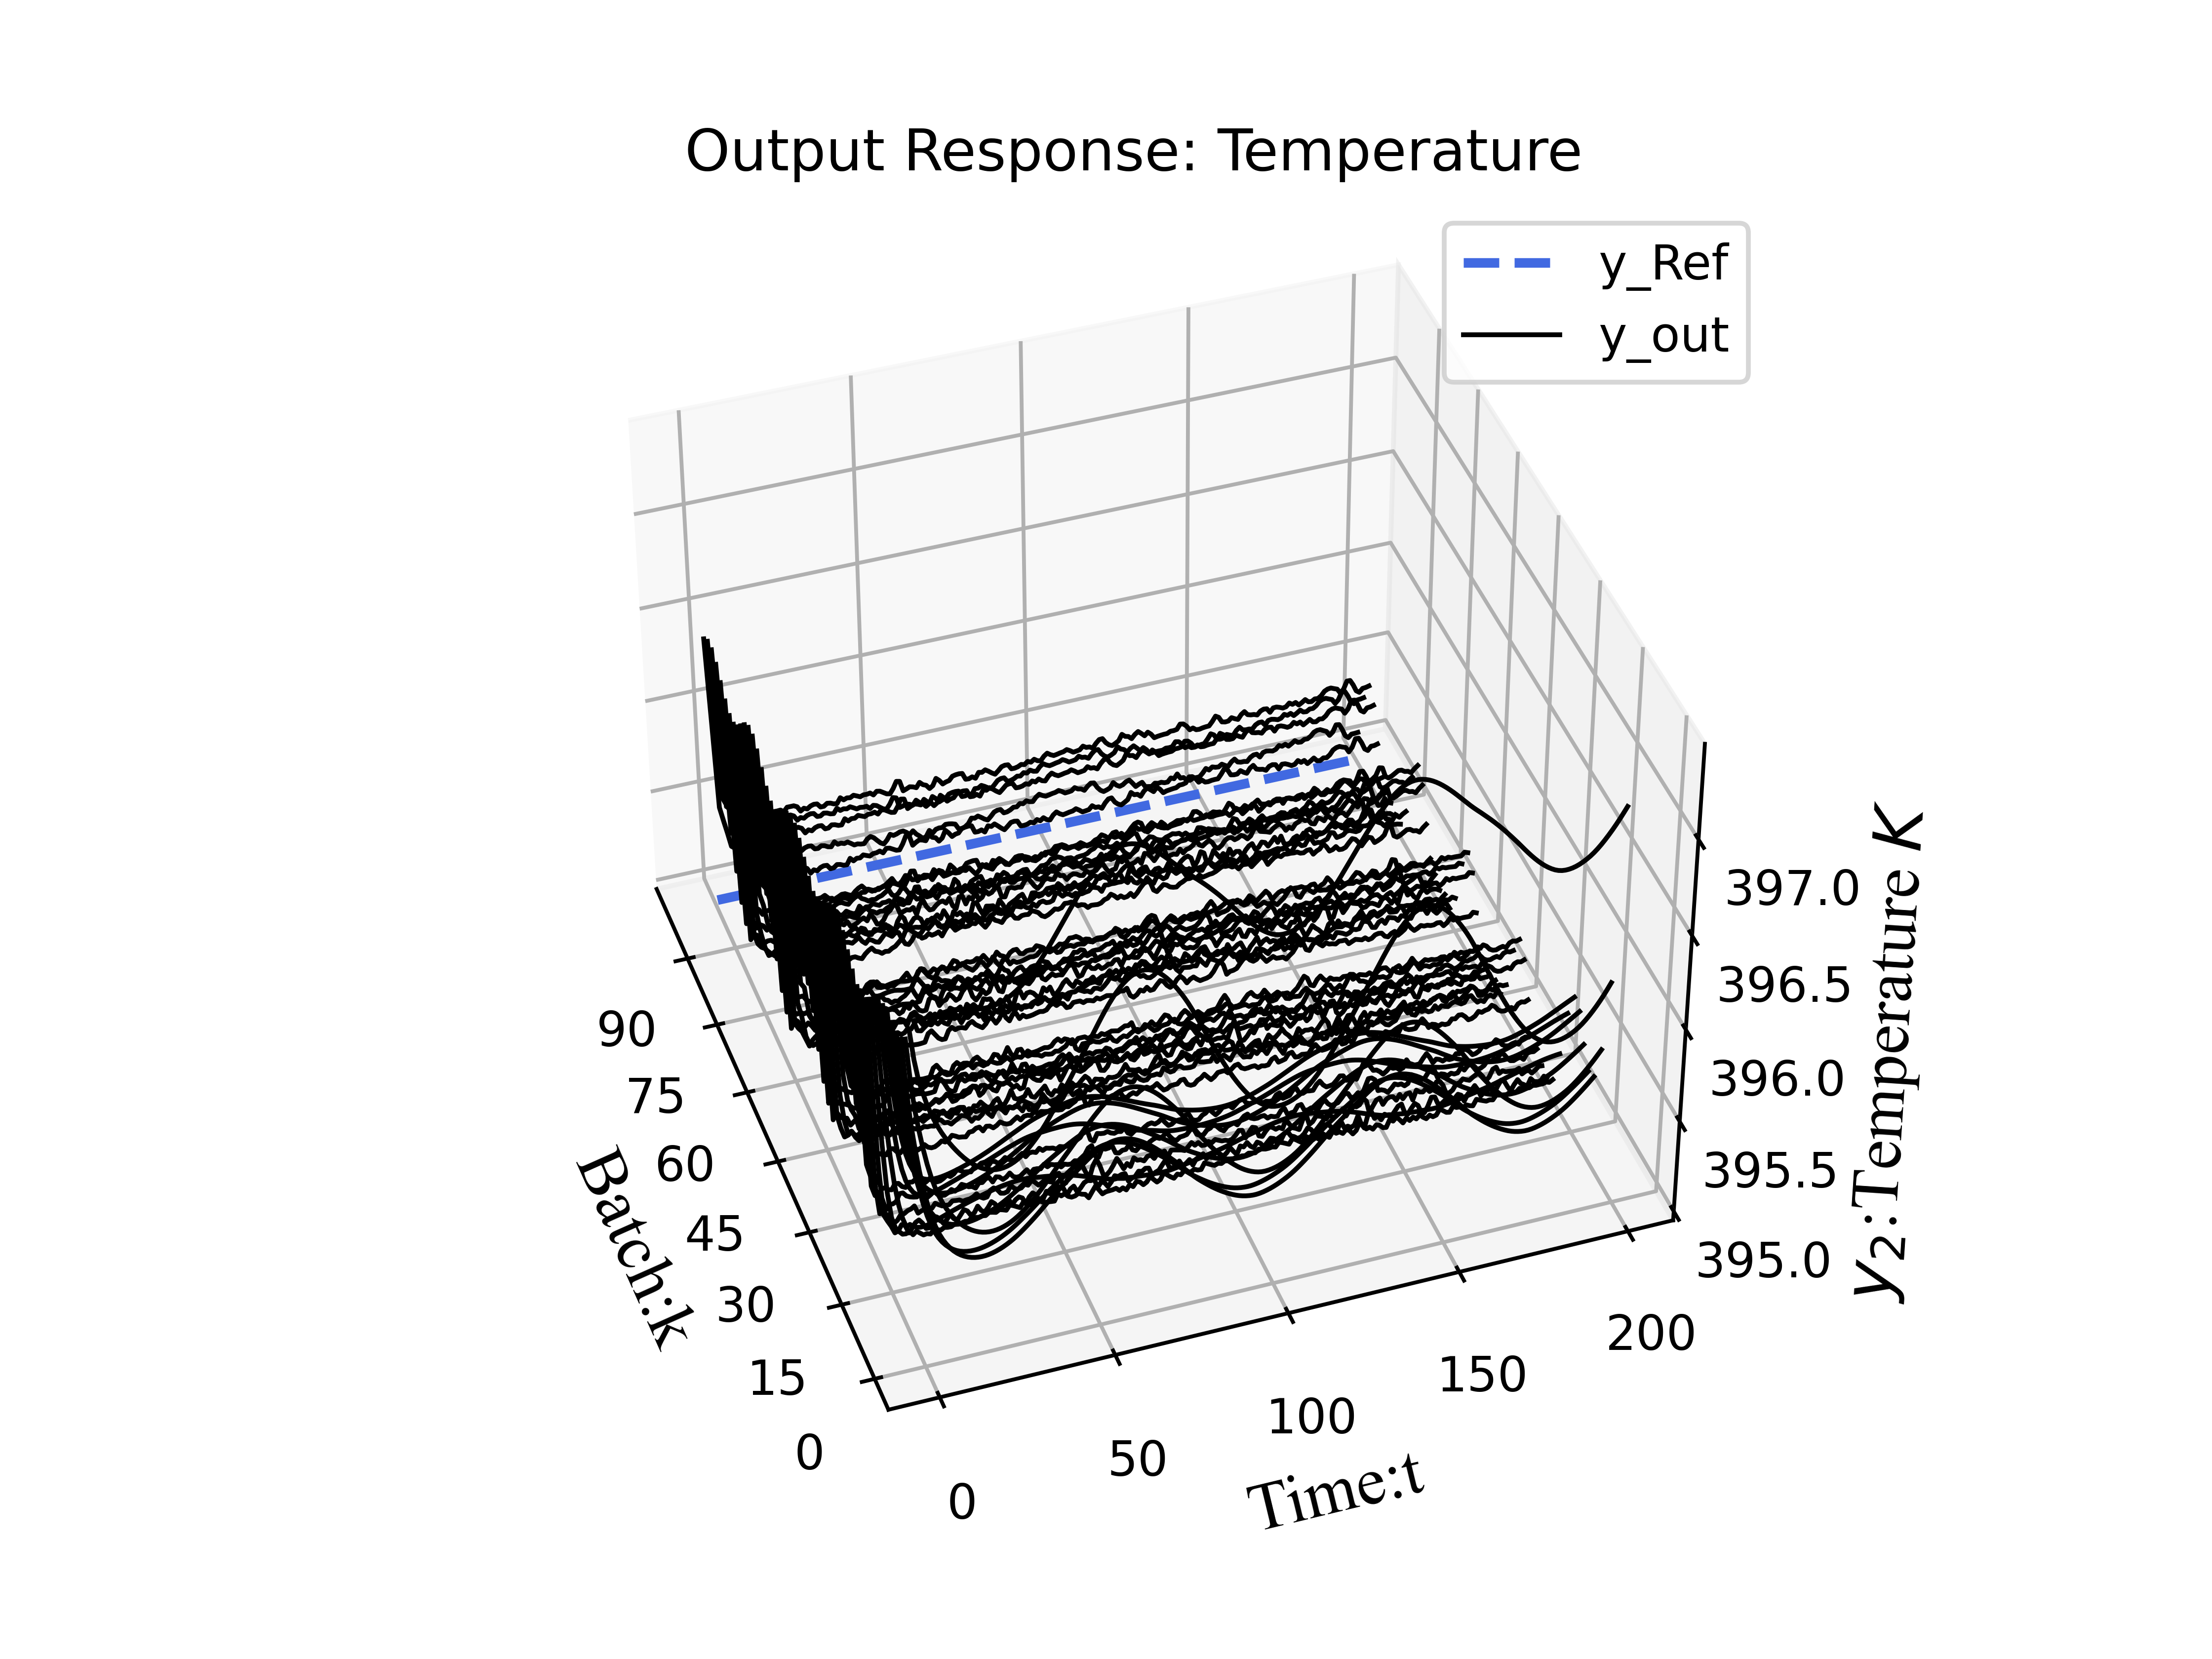 Output Response: Temperature
y_Ref
y_out
397.0
396.5
396.0
395.5
395.0
y₂:Temperature K
90
75
60
45
30
15
0
Batch:k
0
50
100
150
200
Time:t